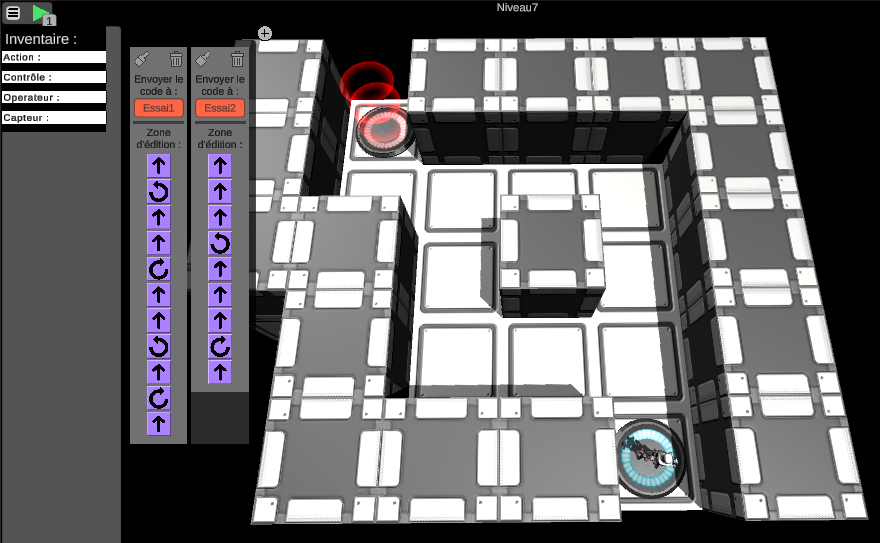 Niveau7
1
Inventaire :
Action :
Contrôle :
Operateur :
Capteur :
Envoyer le
code à :
Essai1
Zone
d'édition :
Envoyer le
code à :
Essai2
Zone
d'édition :